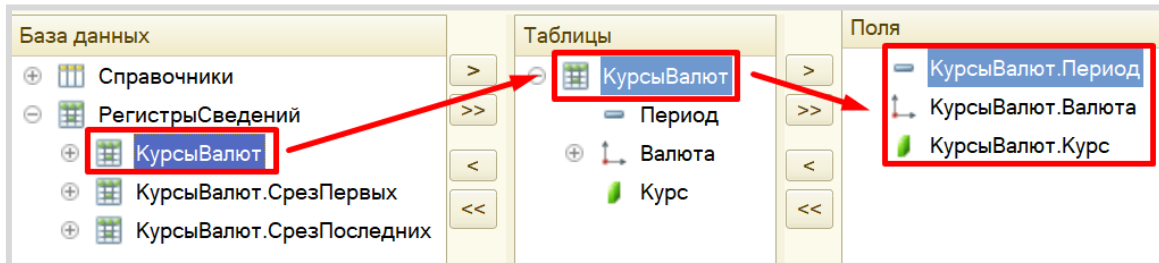 База данных
Справочники
РегистрыСведений
КурсыВалют
КурсыВалют.СрезПервых
КурсыВалют.СрезПоследних
>
>>
<
<<
Таблицы
КурсыВалют
Период
Валюта
Курс
>
>>
<
<<
Поля
КурсыВалют.Период
КурсыВалют.Валюта
КурсыВалют.Курс